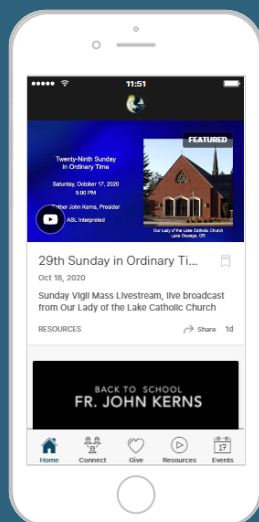 11:51
FEATURED
Twenty-Ninth Sunday
in Ordinary Time
Saturday, October 17, 2020
5:00 PM
Father John Kerns, Presider
ASL Interpreted
Our Lady of the Lake Catholic Church
Lake Oswego, OR
29th Sunday in Ordinary Ti...
Oct 18, 2020
Sunday Vigil Mass Livestream, live broadcast
from Our Lady of the Lake Catholic Church
RESOURCES
Share 1d
BACK TO SCHOOL
FR. JOHN KERNS
Home Connect Give Resources Events
17